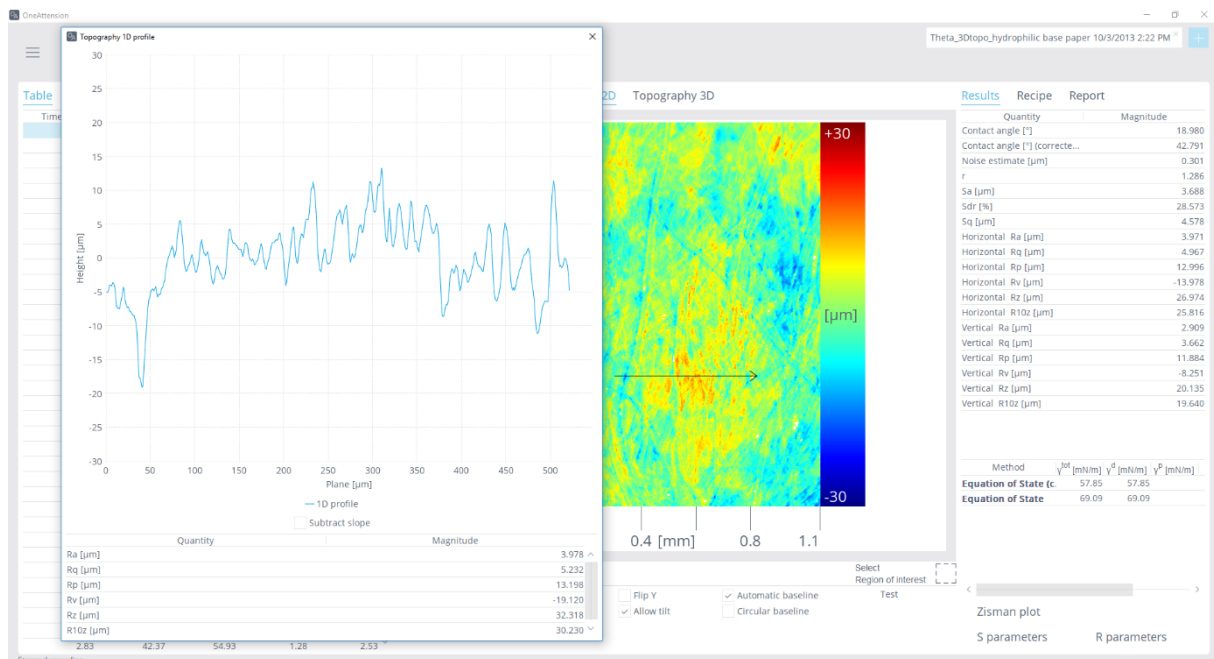 OneAttension
Topography 1D profile
Theta_3Dtopo_hydrophilic base paper 10/3/2013 2:22 PM
Table
2D
Topography 3D
Results Recipe Report
Time
Height [µm]
30
25
20
15
10
5
0
-5
-10
-15
-20
-25
-30
0 50 100 150 200 250 300 350 400 450 500
Plane [µm]
1D profile
Subtract slope
Quantity Magnitude
Ra [µm] 3.978
Rq [µm] 5.232
Rp [µm] 13.198
Rv [µm] -19.120
Rz [µm] 32.318
R10z [µm] 30.230
2.83 42.37 54.93 1.28 2.53
+30
[µm]
-30
0.4 [mm] 0.8 1.1
Select
Region of interest
Flip Y Automatic baseline Test
Allow tilt Circular baseline
Quantity Magnitude
Contact angle [°] 18.980
Contact angle [°] (correcte... 42.791
Noise estimate [µm] 0.301
r 1.286
Sa [µm] 3.688
Sdr [%] 28.573
Sq [µm] 4.578
Horizontal Ra [µm] 3.971
Horizontal Rq [µm] 4.967
Horizontal Rp [µm] 12.996
Horizontal Rv [µm] -13.978
Horizontal Rz [µm] 26.974
Horizontal R10z [µm] 25.816
Vertical Ra [µm] 2.909
Vertical Rq [µm] 3.662
Vertical Rp [µm] 11.884
Vertical Rv [µm] -8.251
Vertical Rz [µm] 20.135
Vertical R10z [µm] 19.640
Method γtot [mN/m] γd [mN/m] γp [mN/m]
Equation of State (c. 57.85 57.85
Equation of State 69.09 69.09
Zisman plot
S parameters R parameters